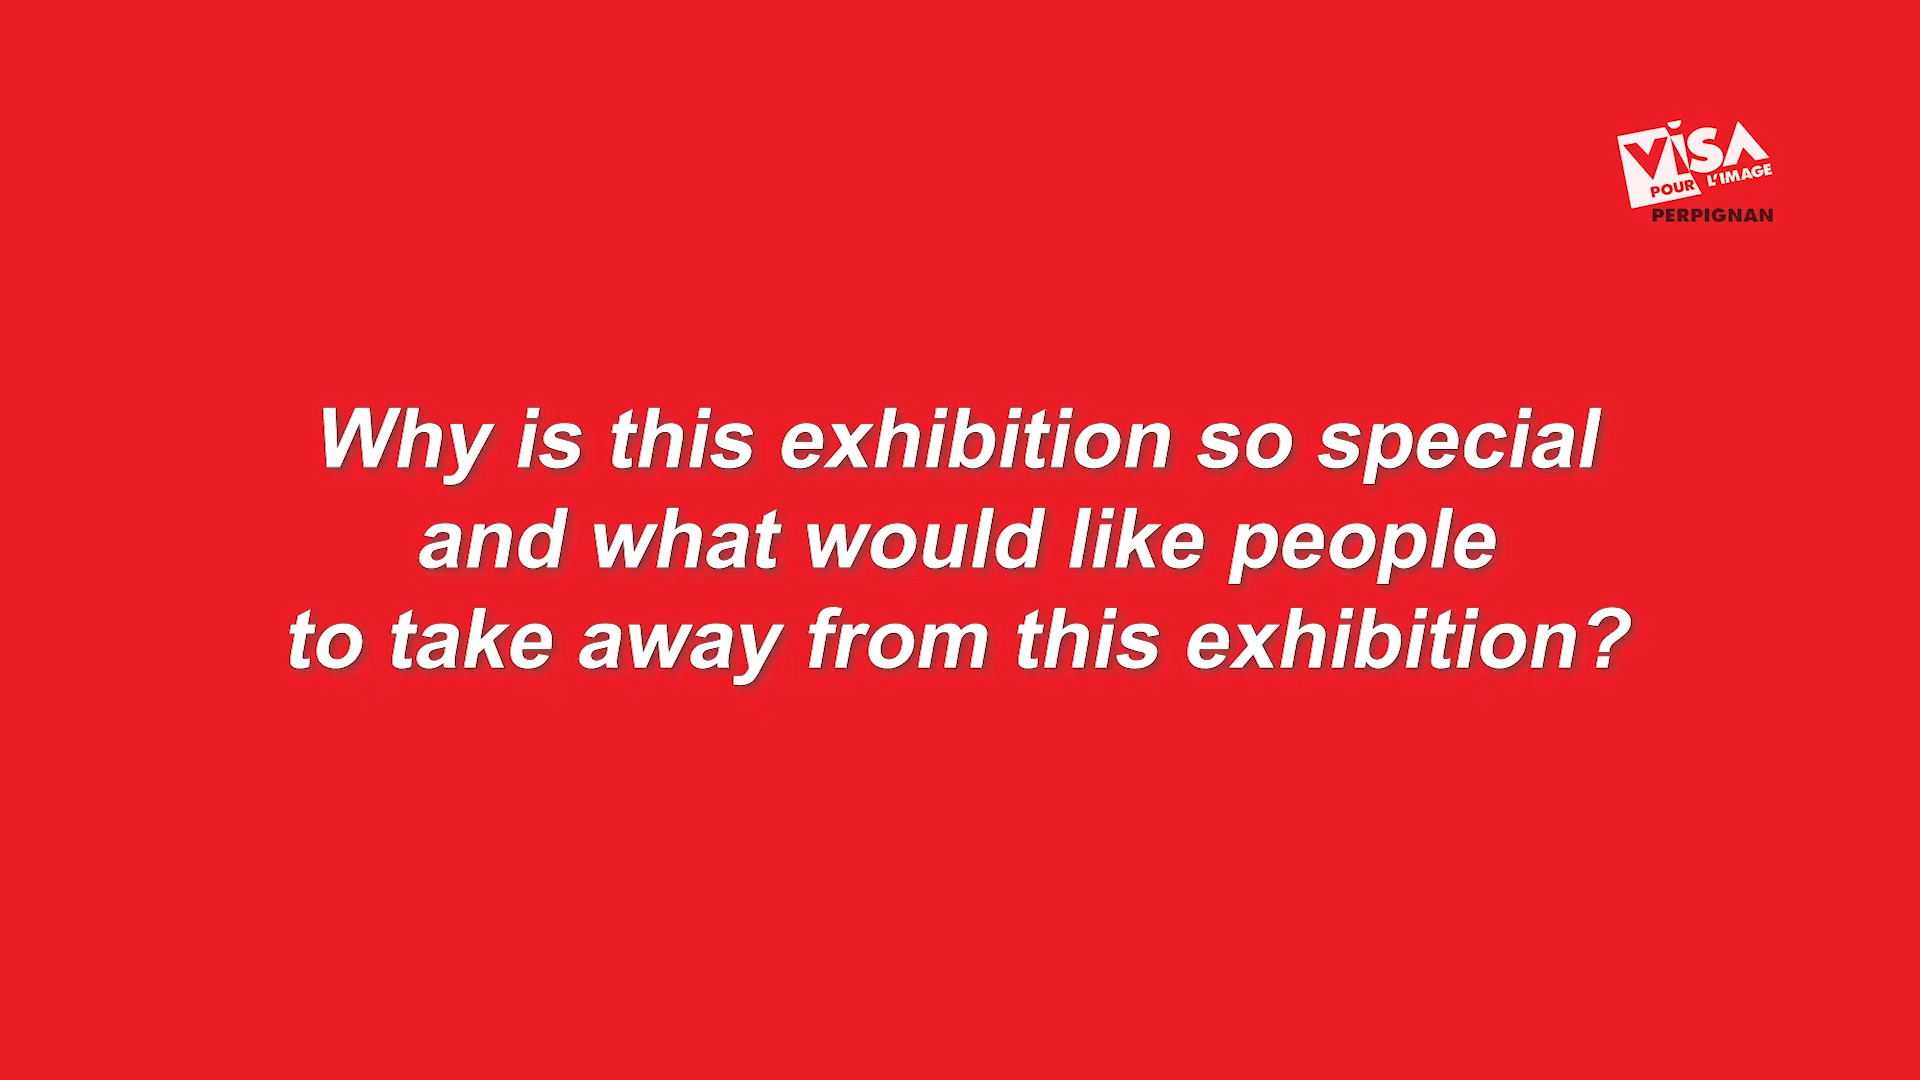 ViSA
POUR L'IMAGE
PERPIGNAN
Why is this exhibition so special
and what would like people
to take away from this exhibition?